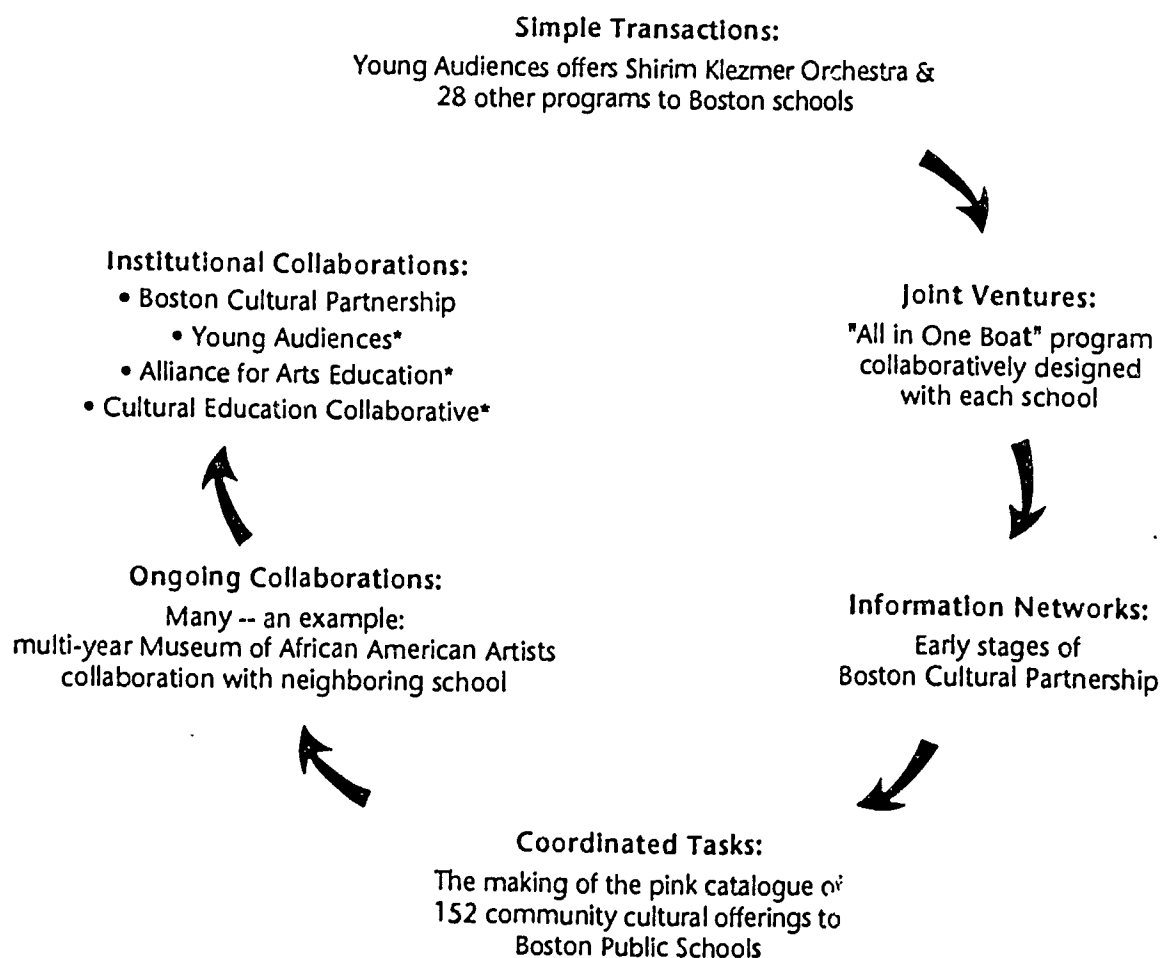 Simple Transactions:
Young Audiences offers Shirim Klezmer Orchestra &
28 other programs to Boston schools
Joint Ventures:
"All in One Boat" program
collaboratively designed
with each school
Information Networks:
Early stages of
Boston Cultural Partnership
Coordinated Tasks:
The making of the pink catalogue of
152 community cultural offerings to
Boston Public Schools
Ongoing Collaborations:
Many -- an example:
multi-year Museum of African American Artists
collaboration with neighboring school
Institutional Collaborations:
• Boston Cultural Partnership
• Young Audiences*
• Alliance for Arts Education*
• Cultural Education Collaborative*